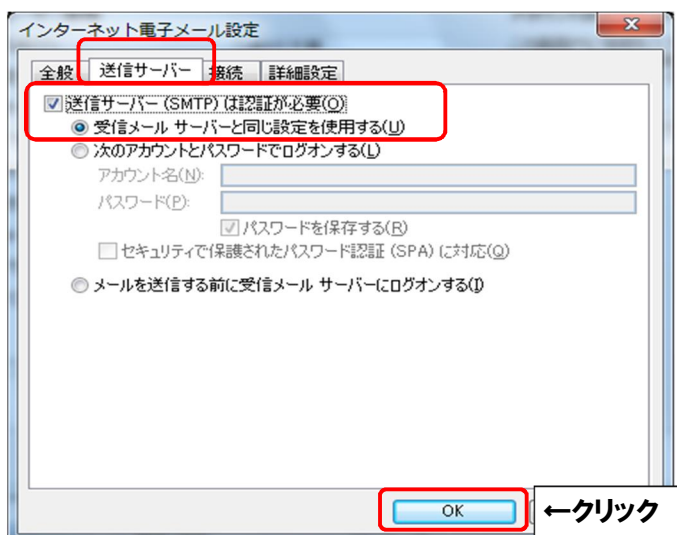 インターネット電子メール設定
全般 送信サーバー 接続 詳細設定
送信サーバー (SMTP) は認証が必要(O)
受信メール サーバーと同じ設定を使用する(U)
次のアカウントとパスワードでログオンする(L)
アカウント名(N):
パスワード(P):
パスワードを保存する(R)
セキュリティで保護されたパスワード認証 (SPA) に対応(Q)
メールを送信する前に受信メール サーバーにログオンする(I)
OK ←クリック